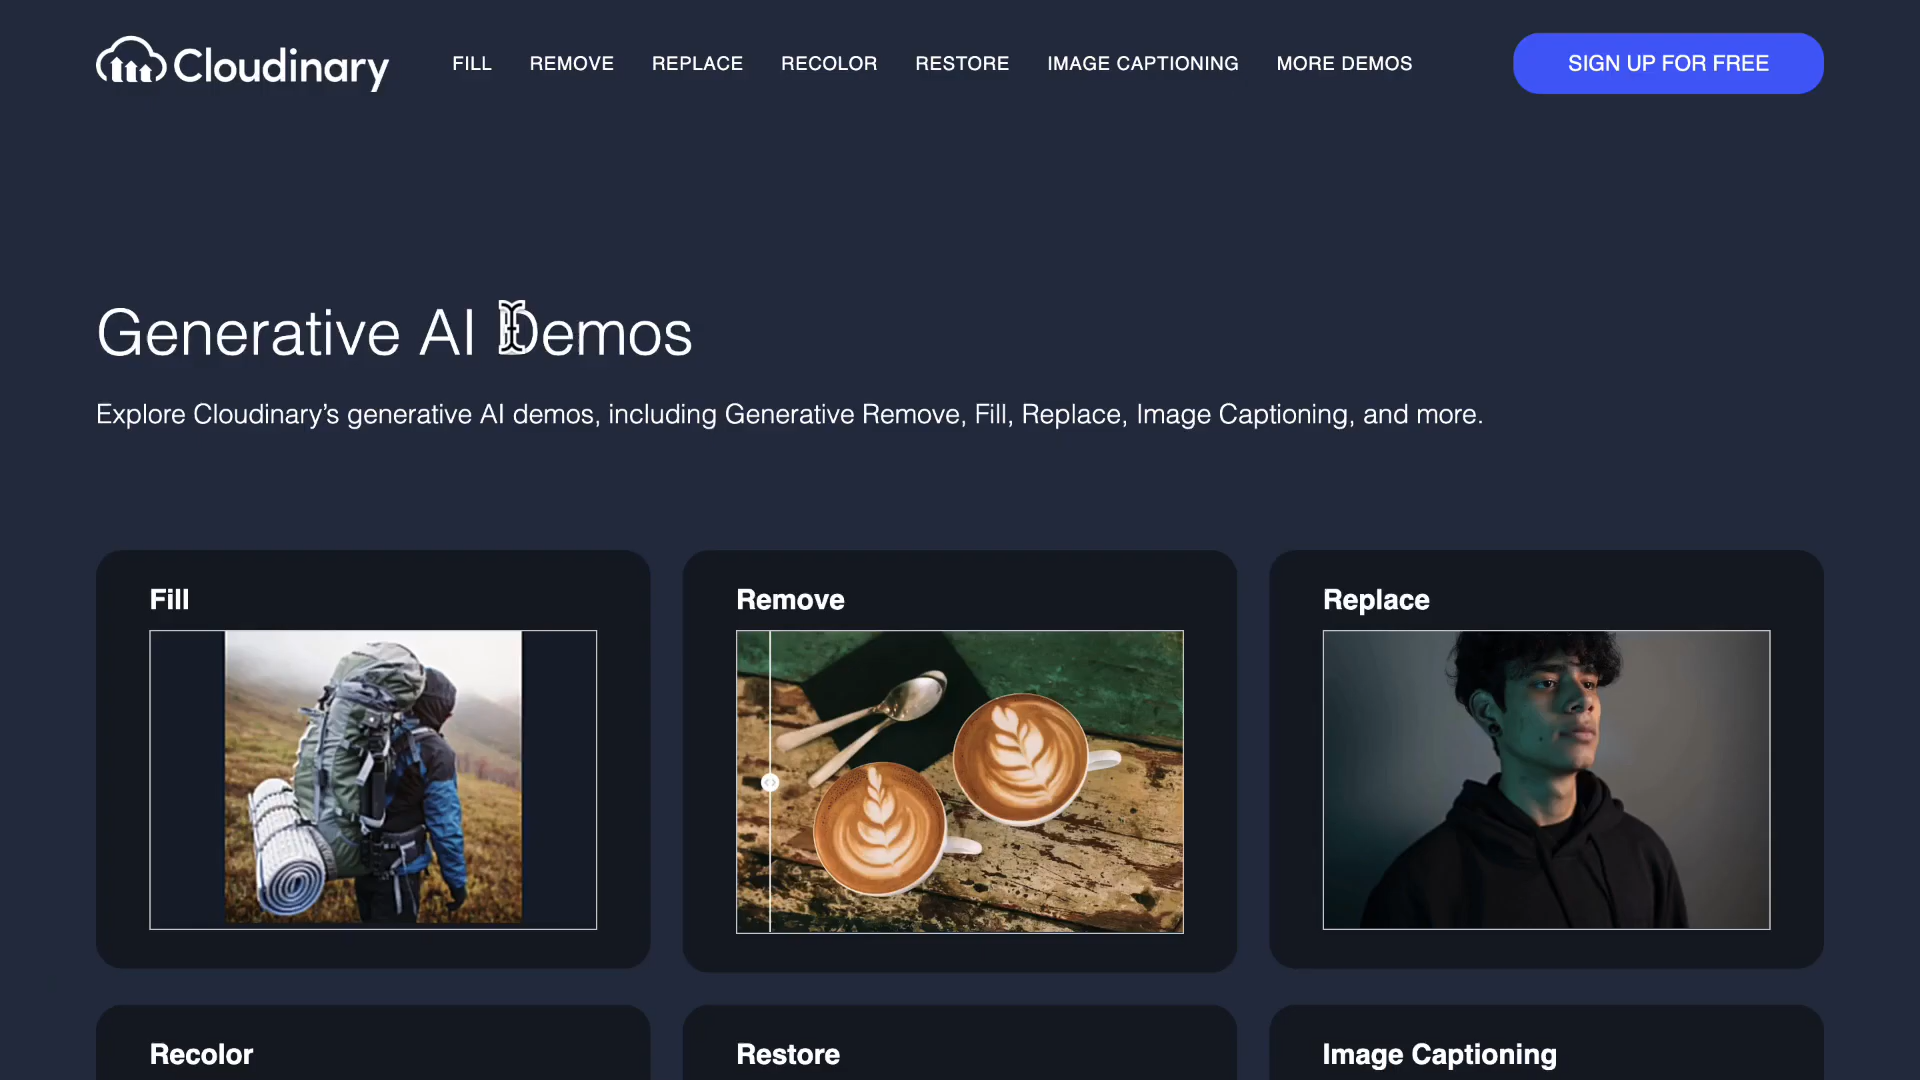 Cloudinary
FILL REMOVE REPLACE RECOLOR RESTORE IMAGE CAPTIONING MORE DEMOS
SIGN UP FOR FREE
Generative AI Demos
Explore Cloudinary’s generative AI demos, including Generative Remove, Fill, Replace, Image Captioning, and more.
Fill
Remove
Replace
Recolor
Restore
Image Captioning